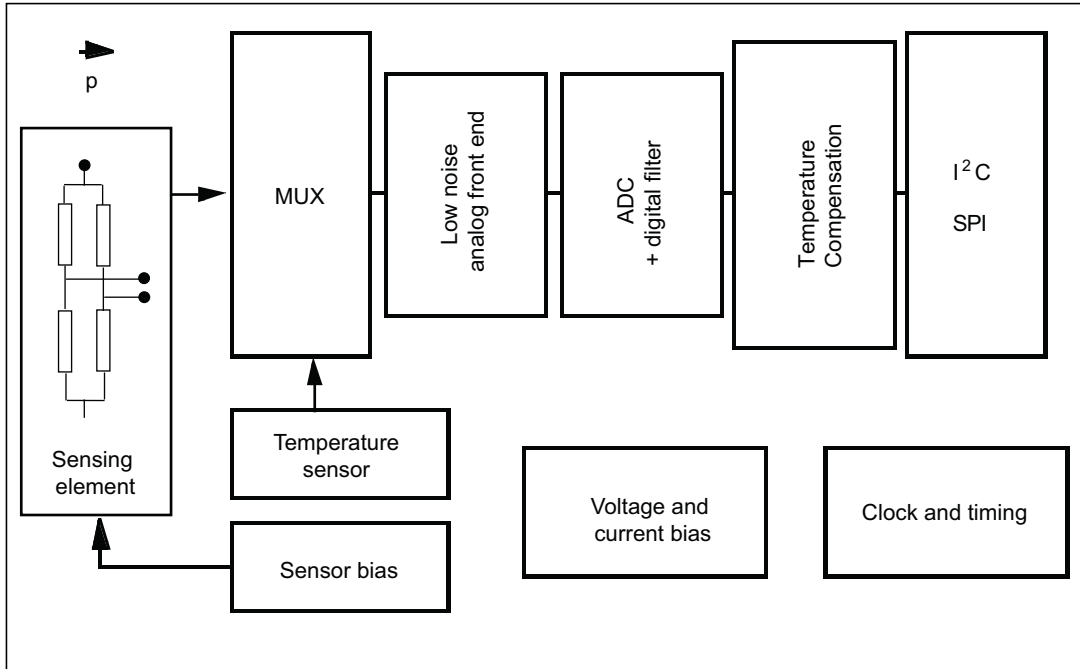 p
Sensing
element
MUX
Low noise
analog front end
ADC
+ digital filter
Temperature
Compensation
I²C
SPI
Temperature
sensor
Sensor bias
Voltage and
current bias
Clock and timing